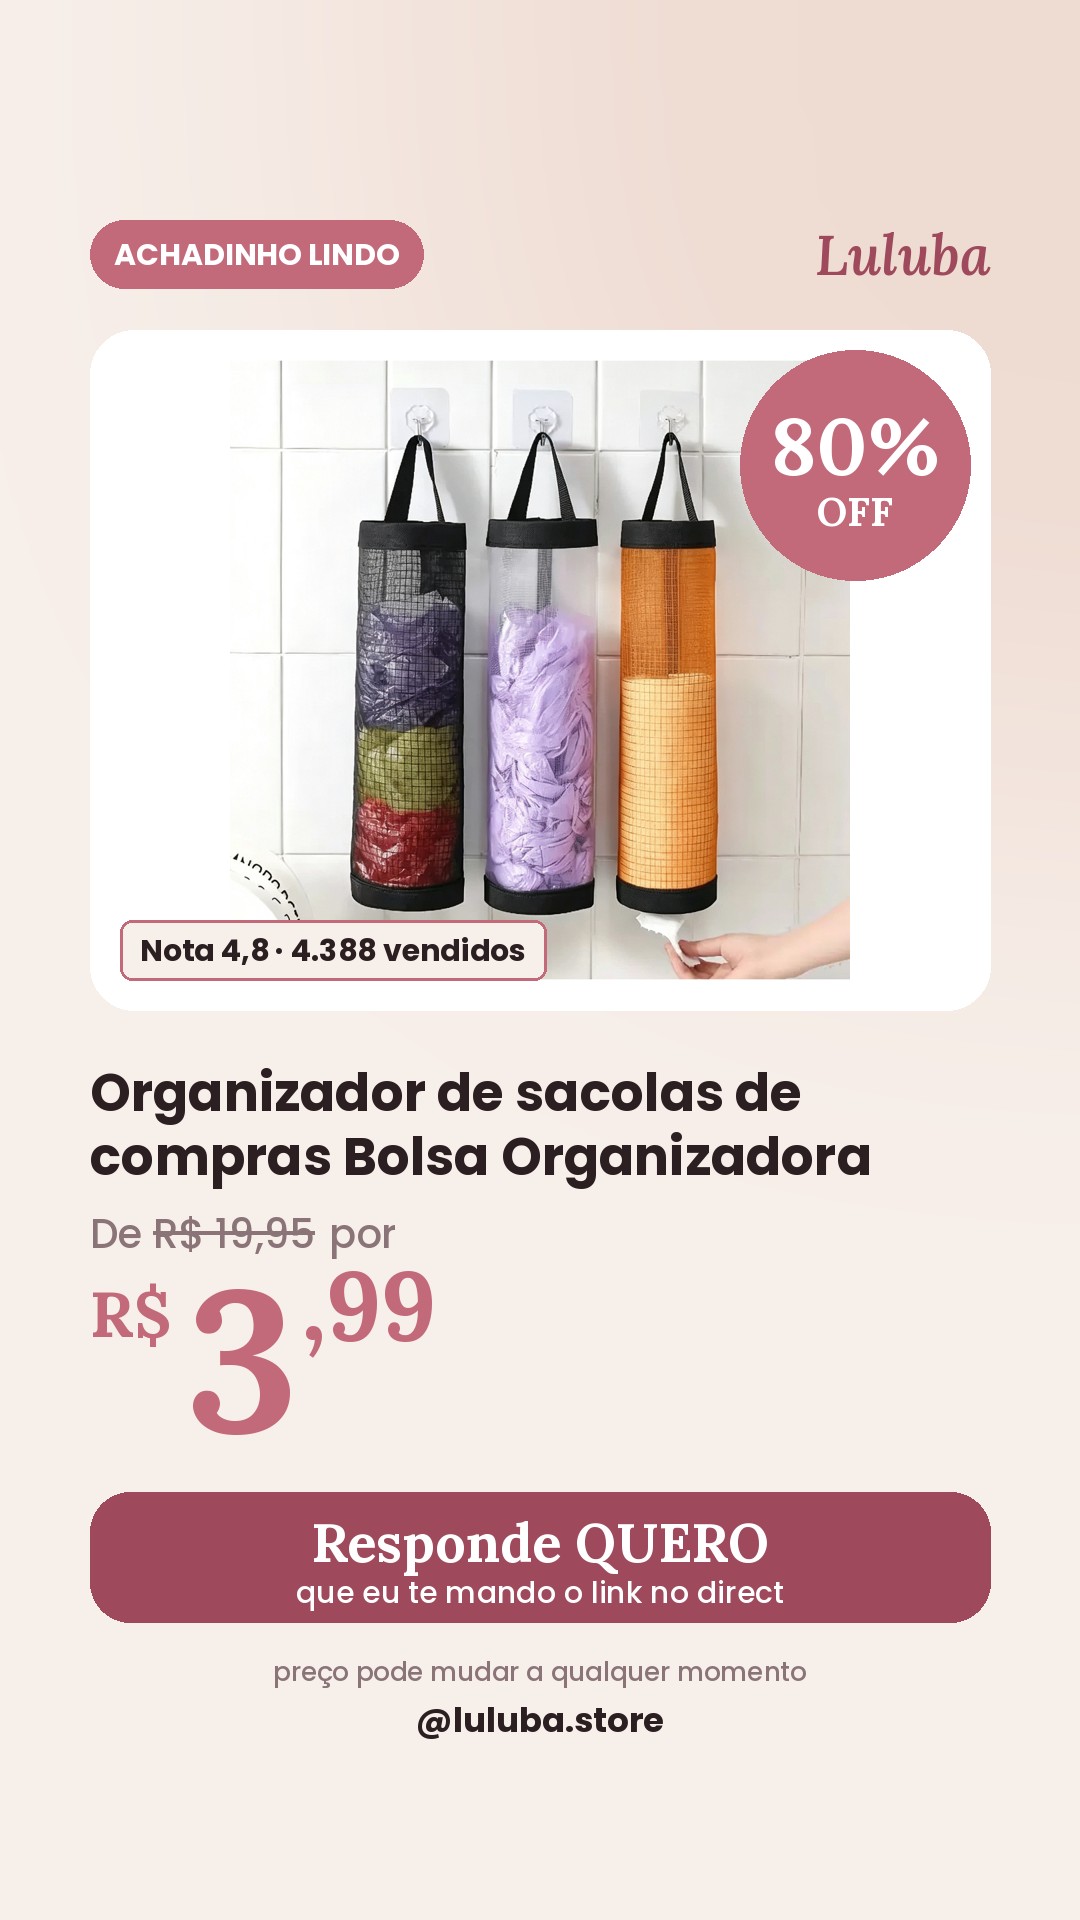 ACHADINHO LINDO
Luluba
80%
OFF
Nota 4,8 · 4.388 vendidos
Organizador de sacolas de
compras Bolsa Organizadora
De R$ 19,95 por
R$ 3,99
Responde QUERO
que eu te mando o link no direct
preço pode mudar a qualquer momento
@luluba.store